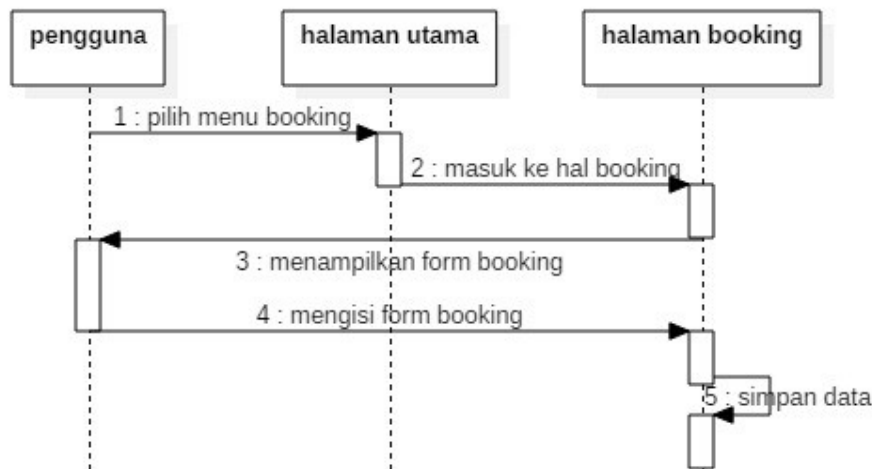 pengguna
halaman utama
halaman booking
1 : pilih menu booking
2 : masuk ke hal booking
3 : menampilkan form booking
4 : mengisi form booking
5 : simpan data